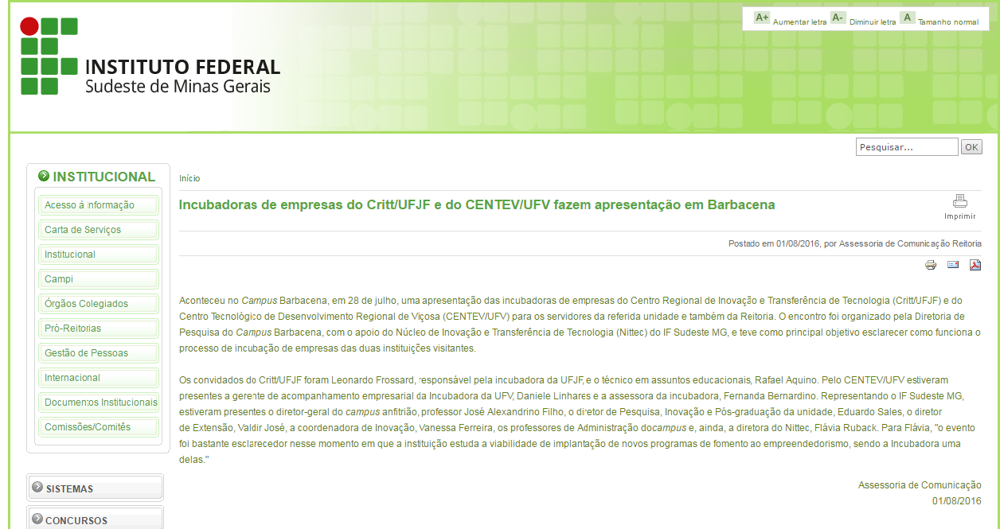 A+ Aumentar letra A- Diminuir letra A Tamanho normal
INSTITUTO FEDERAL
Sudeste de Minas Gerais
Pesquisar... OK
INSTITUCIONAL
Acesso à Informação
Carta de Serviços
Institucional
Campi
Órgãos Colegiados
Pró-Reitorias
Gestão de Pessoas
Internacional
Documentos Institucionais
Comissões/Comitês
SISTEMAS
CONCURSOS
Início
Incubadoras de empresas do Critt/UFJF e do CENTEV/UFV fazem apresentação em Barbacena
Imprimir
Postado em 01/08/2016, por Assessoria de Comunicação Reitoria
Aconteceu no Campus Barbacena, em 28 de julho, uma apresentação das incubadoras de empresas do Centro Regional de Inovação e Transferência de Tecnologia (Critt/UFJF) e do
Centro Tecnológico de Desenvolvimento Regional de Viçosa (CENTEV/UFV) para os servidores da referida unidade e também da Reitoria. O encontro foi organizado pela Diretoria de
Pesquisa do Campus Barbacena, com o apoio do Núcleo de Inovação e Transferência de Tecnologia (Nittec) do IF Sudeste MG, e teve como principal objetivo esclarecer como funciona o
processo de incubação de empresas das duas instituições visitantes.
Os convidados do Critt/UFJF foram Leonardo Frossard, responsável pela incubadora da UFJF, e o técnico em assuntos educacionais, Rafael Aquino. Pelo CENTEV/UFV estiveram
presentes a gerente de acompanhamento empresarial da Incubadora da UFV, Daniele Linhares e a assessora da incubadora, Fernanda Bernardino. Representando o IF Sudeste MG,
estiveram presentes o diretor-geral do campus anfitrião, professor José Alexandrino Filho, o diretor de Pesquisa, Inovação e Pós-graduação da unidade, Eduardo Sales, o diretor
de Extensão, Valdir José, a coordenadora de Inovação, Vanessa Ferreira, os professores de Administração docampus e, ainda, a diretora do Nittec, Flávia Ruback. Para Flávia, "o evento
foi bastante esclarecedor nesse momento em que a instituição estuda a viabilidade de implantação de novos programas de fomento ao empreendedorismo, sendo a Incubadora uma
delas."
Assessoria de Comunicação
01/08/2016